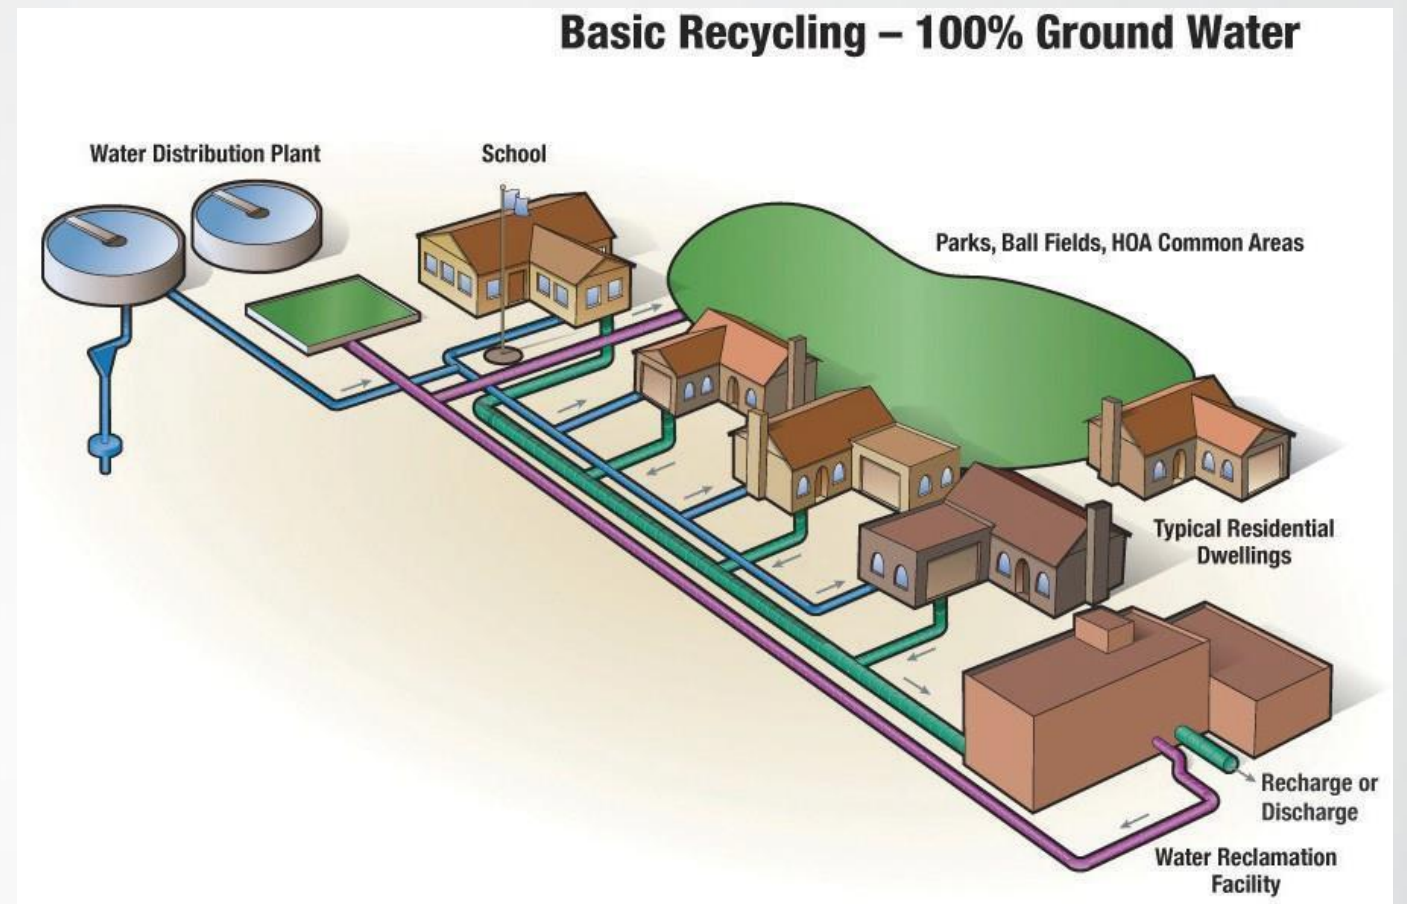 Basic Recycling – 100% Ground Water
Water Distribution Plant
School
Parks, Ball Fields, HOA Common Areas
Typical Residential
Dwellings
Recharge or
Discharge
Water Reclamation
Facility